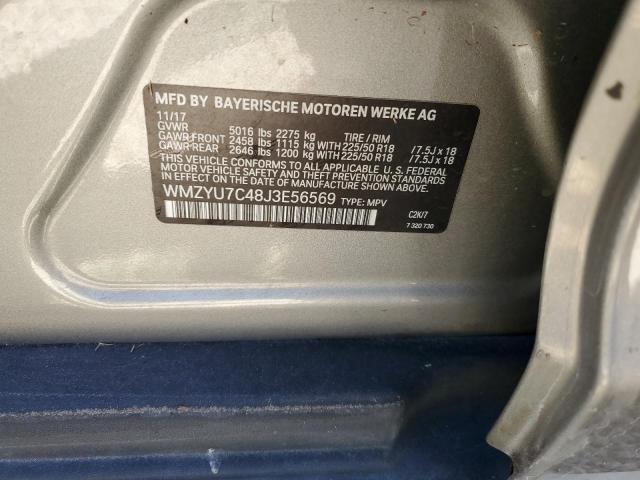 MFD BY BAYERISCHE MOTOREN WERKE AG
11/17
GVWR 5016 lbs 2275 kg TIRE / RIM
GAWR FRONT 2458 lbs 1115 kg WITH 225/50 R18 /7.5J x 18
GAWR REAR 2646 lbs 1200 kg WITH 225/50 R18 /7.5J x 18
THIS VEHICLE CONFORMS TO ALL APPLICABLE U. S. FEDERAL
MOTOR VEHICLE SAFETY AND THEFT PREVENTION STANDARDS
IN EFFECT ON THE DATE OF MANUFACTURE SHOWN ABOVE.
WMZYU7C48J3E56569 TYPE: MPV
C2K/7
7 320 730